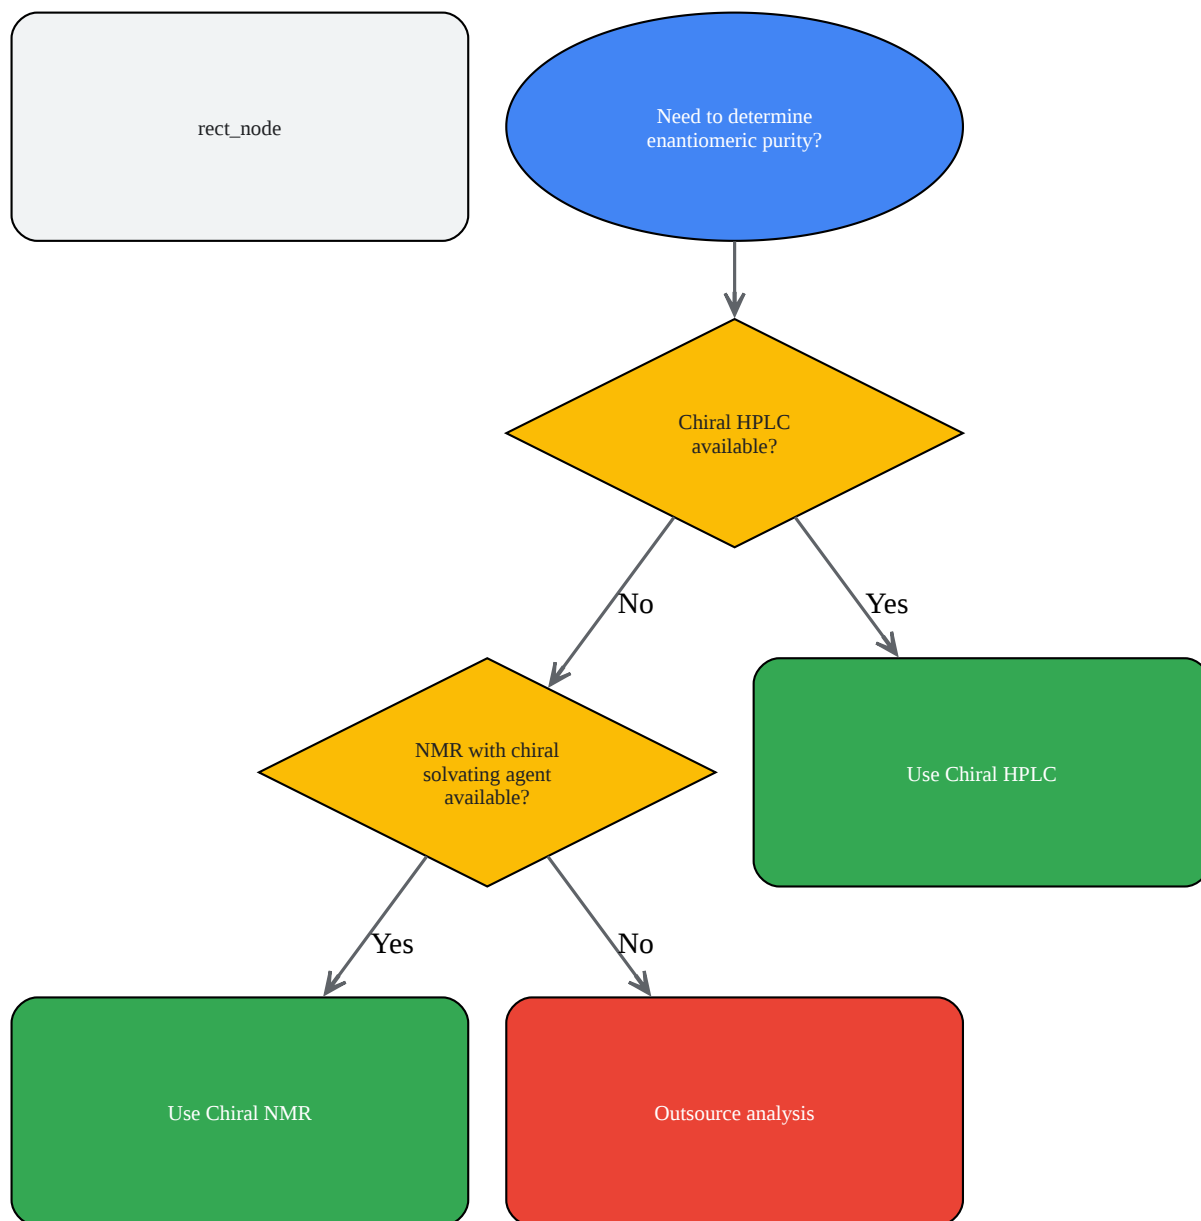 rect_node
Need to determine
enantiomeric purity?
Chiral HPLC
available?
No
Yes
NMR with chiral
solvating agent
available?
Use Chiral HPLC
Yes
No
Use Chiral NMR
Outsource analysis